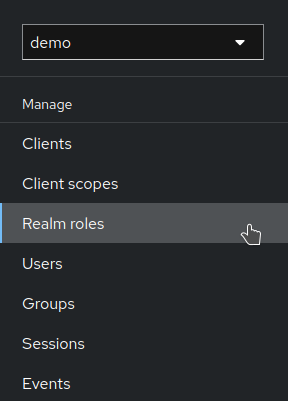 demo
Manage
Clients
Client scopes
Realm roles
Users
Groups
Sessions
Events